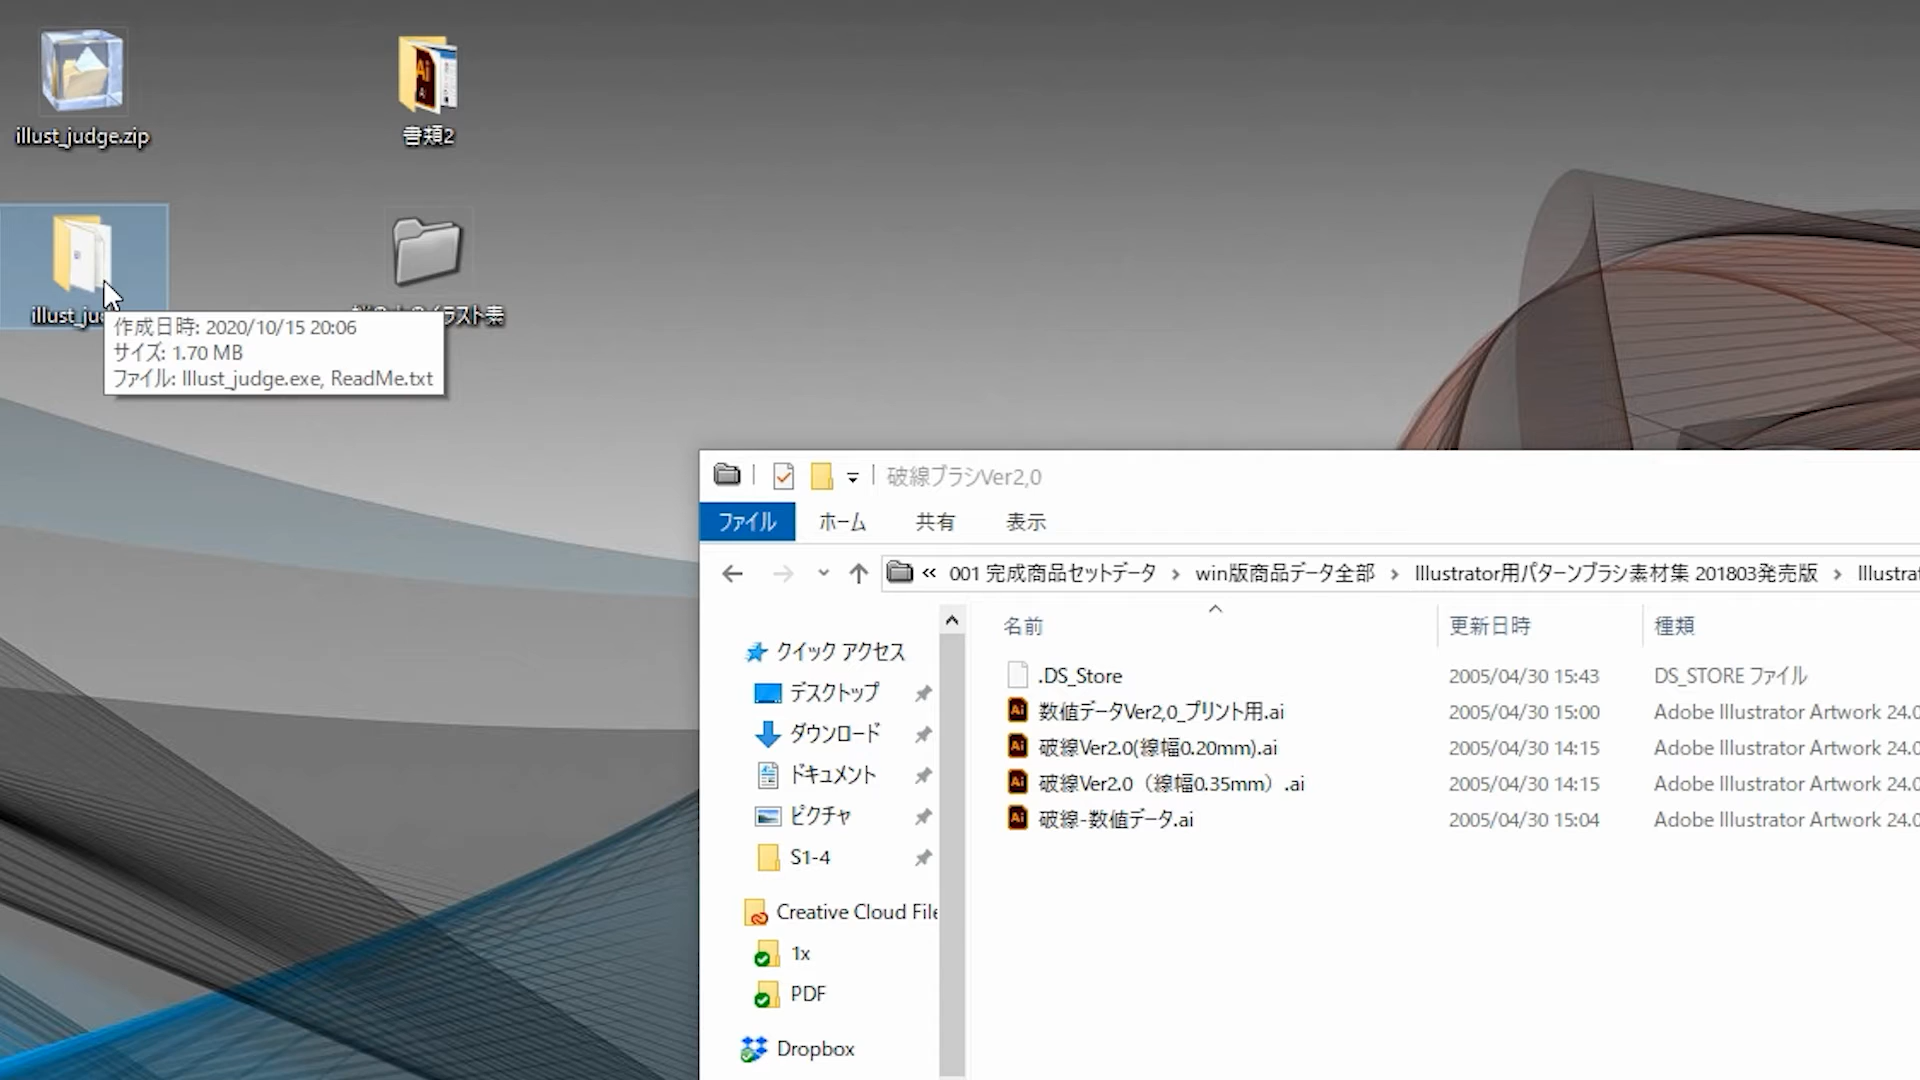 illust_judge.zip
書類2
illust_ju
ラスト素
作成日時: 2020/10/15 20:06
サイズ: 1.70 MB
ファイル: Illust_judge.exe, ReadMe.txt
破線ブラシVer2,0
ファイル ホーム 共有 表示
« 001 完成商品セットデータ › win版商品データ全部 › Illustrator用パターンブラシ素材集 201803発売版 › Illustra
名前 更新日時 種類
クイック アクセス
デスクトップ
ダウンロード
ドキュメント
ピクチャ
S1-4
Creative Cloud File
1x
PDF
Dropbox
.DS_Store 2005/04/30 15:43 DS_STORE ファイル
数値データVer2,0_プリント用.ai 2005/04/30 15:00 Adobe Illustrator Artwork 24.0
破線Ver2.0(線幅0.20mm).ai 2005/04/30 14:15 Adobe Illustrator Artwork 24.0
破線Ver2.0（線幅0.35mm）.ai 2005/04/30 14:15 Adobe Illustrator Artwork 24.0
破線-数値データ.ai 2005/04/30 15:04 Adobe Illustrator Artwork 24.0